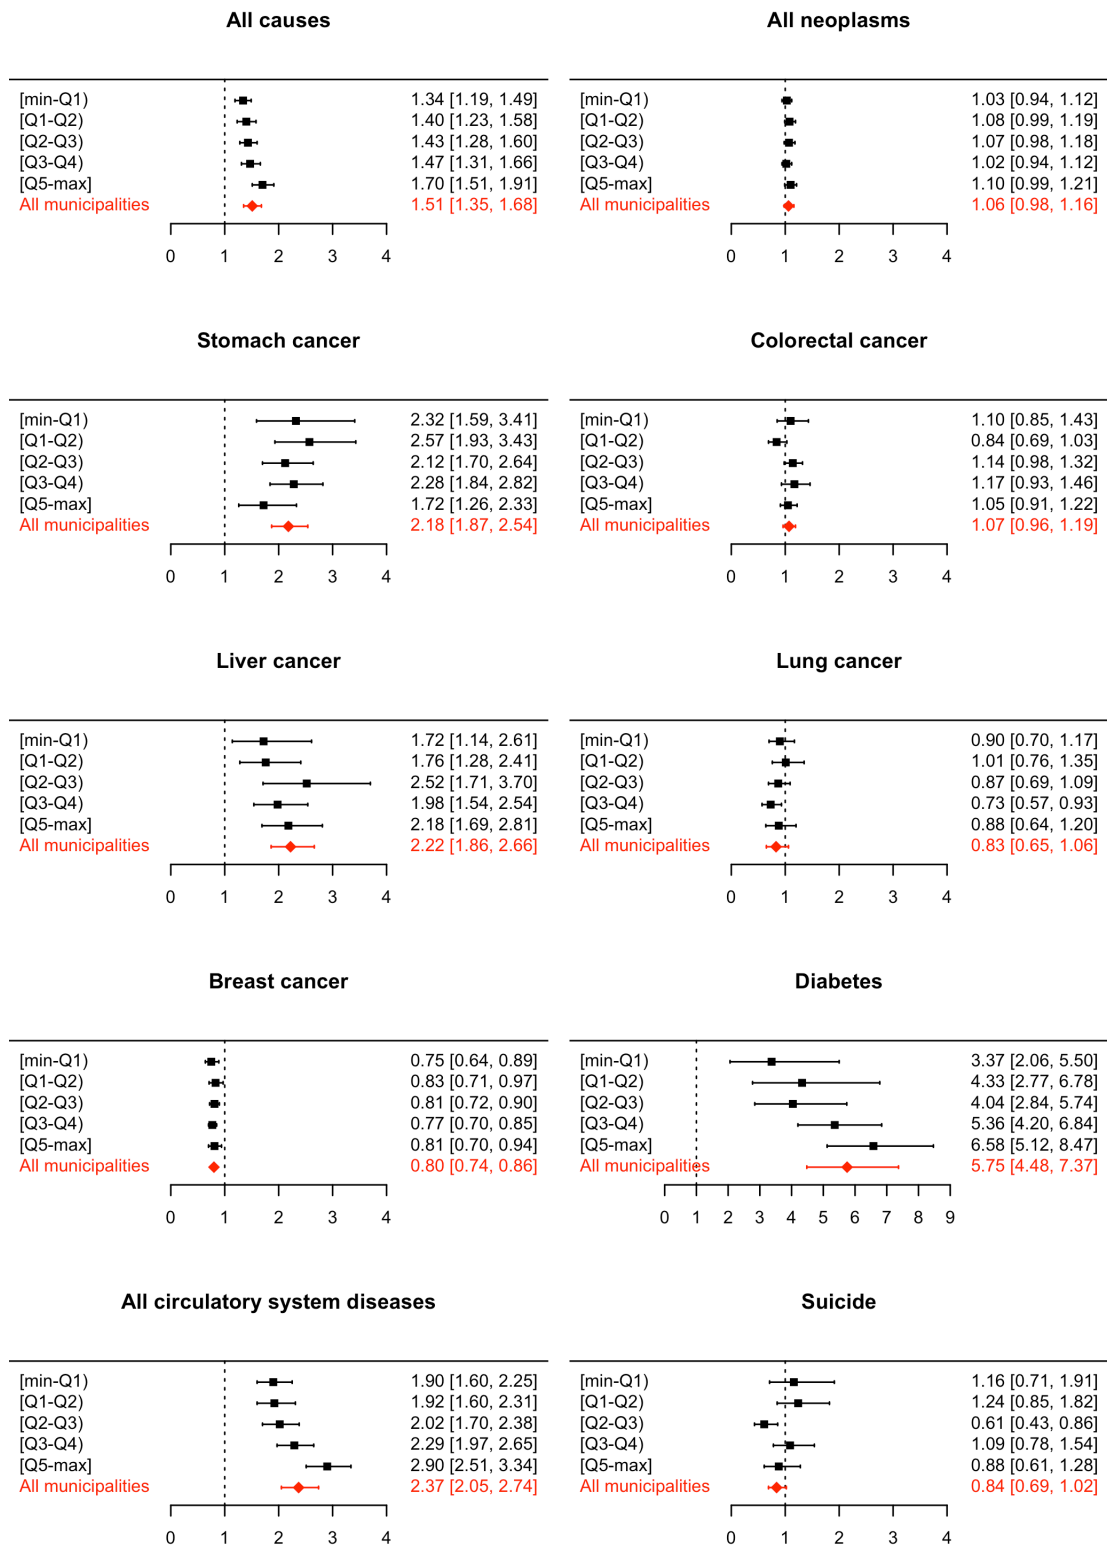 All causes
[min-Q1) 1.34 [1.19, 1.49]
[Q1-Q2) 1.40 [1.23, 1.58]
[Q2-Q3) 1.43 [1.28, 1.60]
[Q3-Q4) 1.47 [1.31, 1.66]
[Q5-max] 1.70 [1.51, 1.91]
All municipalities 1.51 [1.35, 1.68]
0 1 2 3 4
All neoplasms
[min-Q1) 1.03 [0.94, 1.12]
[Q1-Q2) 1.08 [0.99, 1.19]
[Q2-Q3) 1.07 [0.98, 1.18]
[Q3-Q4) 1.02 [0.94, 1.12]
[Q5-max] 1.10 [0.99, 1.21]
All municipalities 1.06 [0.98, 1.16]
0 1 2 3 4
Stomach cancer
[min-Q1) 2.32 [1.59, 3.41]
[Q1-Q2) 2.57 [1.93, 3.43]
[Q2-Q3) 2.12 [1.70, 2.64]
[Q3-Q4) 2.28 [1.84, 2.82]
[Q5-max] 1.72 [1.26, 2.33]
All municipalities 2.18 [1.87, 2.54]
0 1 2 3 4
Colorectal cancer
[min-Q1) 1.10 [0.85, 1.43]
[Q1-Q2) 0.84 [0.69, 1.03]
[Q2-Q3) 1.14 [0.98, 1.32]
[Q3-Q4) 1.17 [0.93, 1.46]
[Q5-max] 1.05 [0.91, 1.22]
All municipalities 1.07 [0.96, 1.19]
0 1 2 3 4
Liver cancer
[min-Q1) 1.72 [1.14, 2.61]
[Q1-Q2) 1.76 [1.28, 2.41]
[Q2-Q3) 2.52 [1.71, 3.70]
[Q3-Q4) 1.98 [1.54, 2.54]
[Q5-max] 2.18 [1.69, 2.81]
All municipalities 2.22 [1.86, 2.66]
0 1 2 3 4
Lung cancer
[min-Q1) 0.90 [0.70, 1.17]
[Q1-Q2) 1.01 [0.76, 1.35]
[Q2-Q3) 0.87 [0.69, 1.09]
[Q3-Q4) 0.73 [0.57, 0.93]
[Q5-max] 0.88 [0.64, 1.20]
All municipalities 0.83 [0.65, 1.06]
0 1 2 3 4
Breast cancer
[min-Q1) 0.75 [0.64, 0.89]
[Q1-Q2) 0.83 [0.71, 0.97]
[Q2-Q3) 0.81 [0.72, 0.90]
[Q3-Q4) 0.77 [0.70, 0.85]
[Q5-max] 0.81 [0.70, 0.94]
All municipalities 0.80 [0.74, 0.86]
0 1 2 3 4
Diabetes
[min-Q1) 3.37 [2.06, 5.50]
[Q1-Q2) 4.33 [2.77, 6.78]
[Q2-Q3) 4.04 [2.84, 5.74]
[Q3-Q4) 5.36 [4.20, 6.84]
[Q5-max] 6.58 [5.12, 8.47]
All municipalities 5.75 [4.48, 7.37]
0 1 2 3 4 5 6 7 8 9
All circulatory system diseases
[min-Q1) 1.90 [1.60, 2.25]
[Q1-Q2) 1.92 [1.60, 2.31]
[Q2-Q3) 2.02 [1.70, 2.38]
[Q3-Q4) 2.29 [1.97, 2.65]
[Q5-max] 2.90 [2.51, 3.34]
All municipalities 2.37 [2.05, 2.74]
0 1 2 3 4
Suicide
[min-Q1) 1.16 [0.71, 1.91]
[Q1-Q2) 1.24 [0.85, 1.82]
[Q2-Q3) 0.61 [0.43, 0.86]
[Q3-Q4) 1.09 [0.78, 1.54]
[Q5-max] 0.88 [0.61, 1.28]
All municipalities 0.84 [0.69, 1.02]
0 1 2 3 4